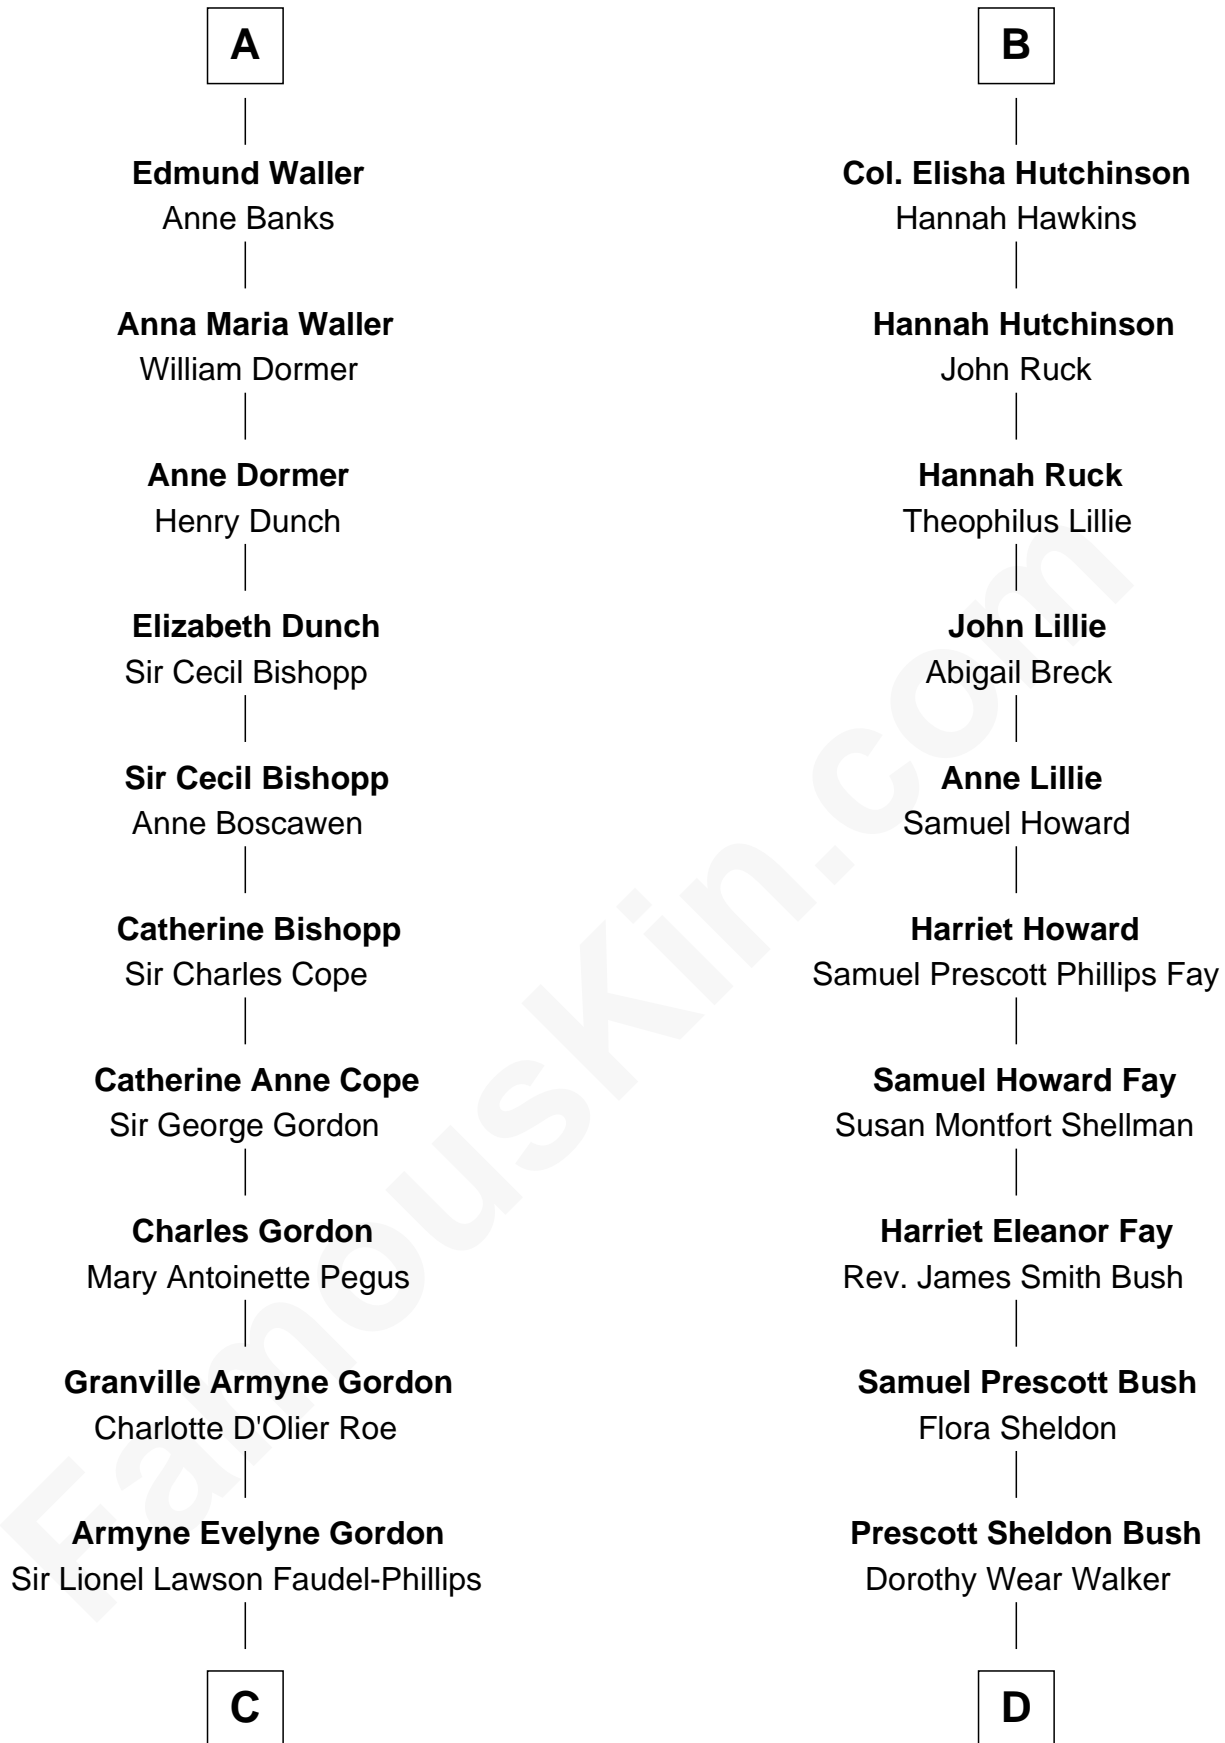 A
Edmund Waller
Anne Banks
Anna Maria Waller
William Dormer
Anne Dormer
Henry Dunch
Elizabeth Dunch
Sir Cecil Bishopp
Sir Cecil Bishopp
Anne Boscawen
Catherine Bishopp
Sir Charles Cope
Catherine Anne Cope
Sir George Gordon
Charles Gordon
Mary Antoinette Pegus
Granville Armyne Gordon
Charlotte D'Olier Roe
Armyne Evelyne Gordon
Sir Lionel Lawson Faudel-Phillips
C
B
Col. Elisha Hutchinson
Hannah Hawkins
Hannah Hutchinson
John Ruck
Hannah Ruck
Theophilus Lillie
John Lillie
Abigail Breck
Anne Lillie
Samuel Howard
Harriet Howard
Samuel Prescott Phillips Fay
Samuel Howard Fay
Susan Montfort Shellman
Harriet Eleanor Fay
Rev. James Smith Bush
Samuel Prescott Bush
Flora Sheldon
Prescott Sheldon Bush
Dorothy Wear Walker
D
FamousKin.com